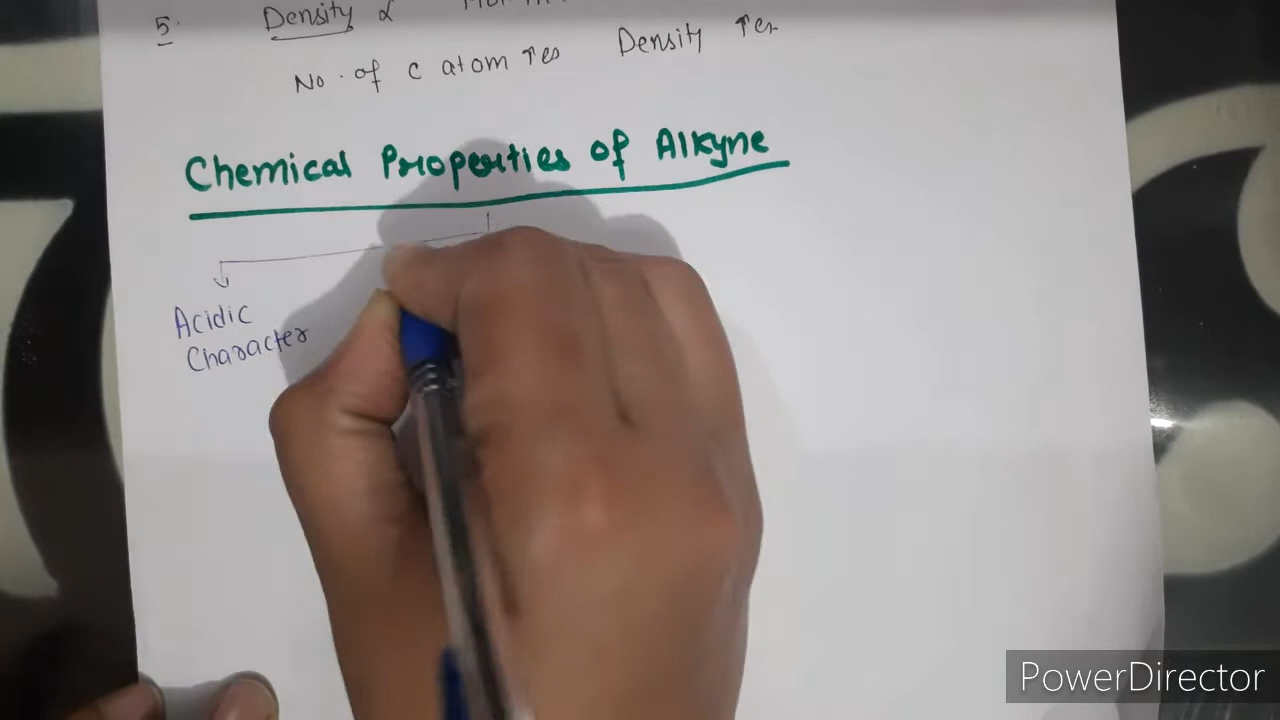 5. Density α
No. of C atom ↑es Density ↑es
Chemical Properties of Alkyne
Acidic
Character
PowerDirector